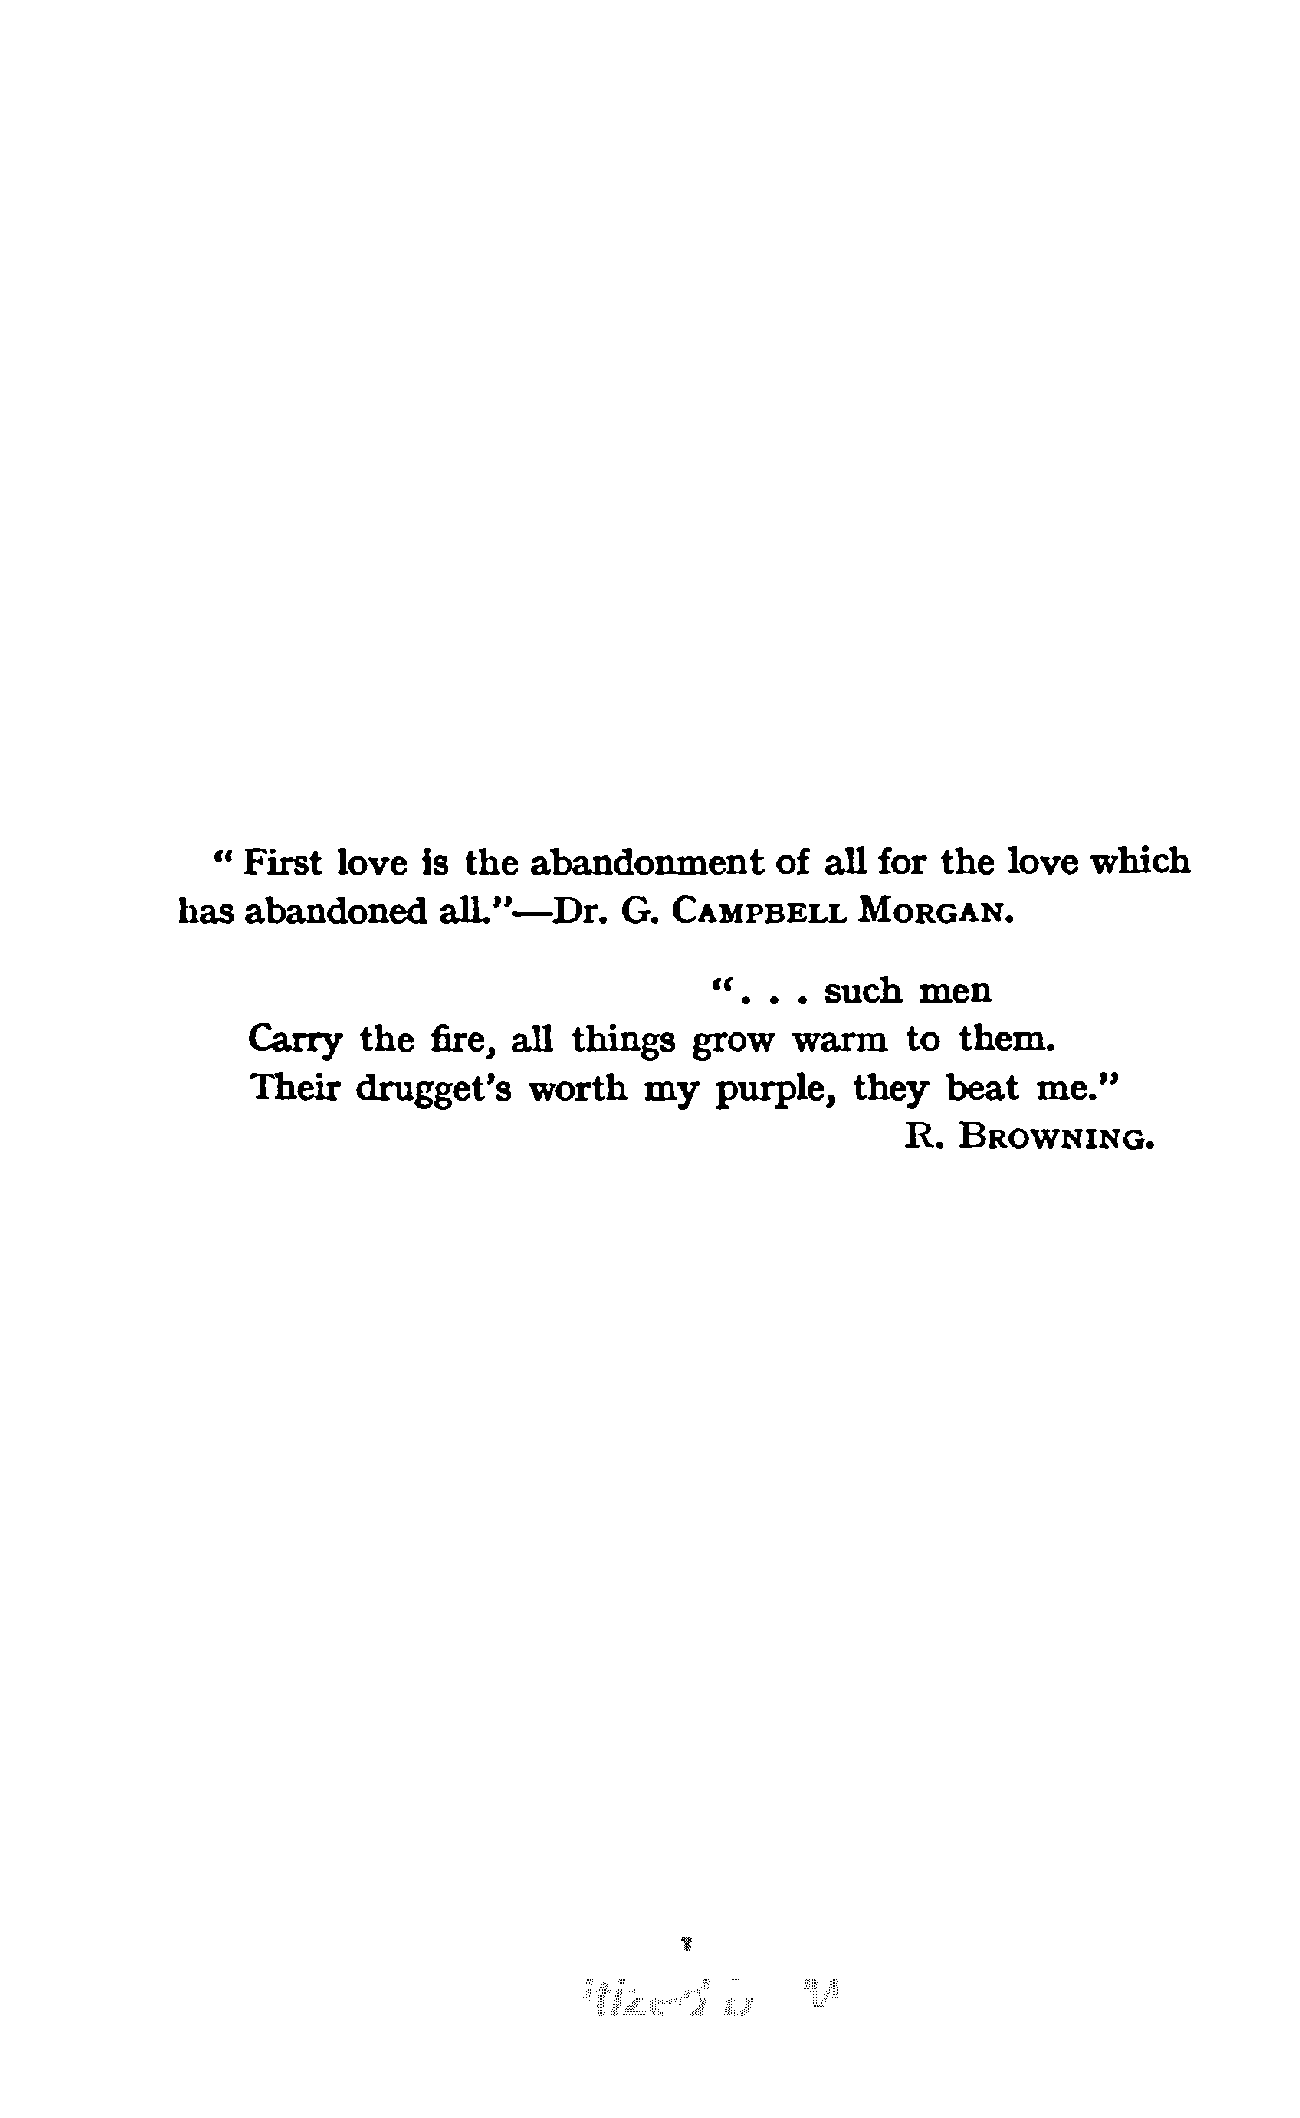 “ First love is the abandonment of all for the love which
has abandoned all.”—Dr. G. CAMPBELL MORGAN.
“. . . such men
Carry the fire, all things grow warm to them.
Their drugget’s worth my purple, they beat me.”
R. BROWNING.